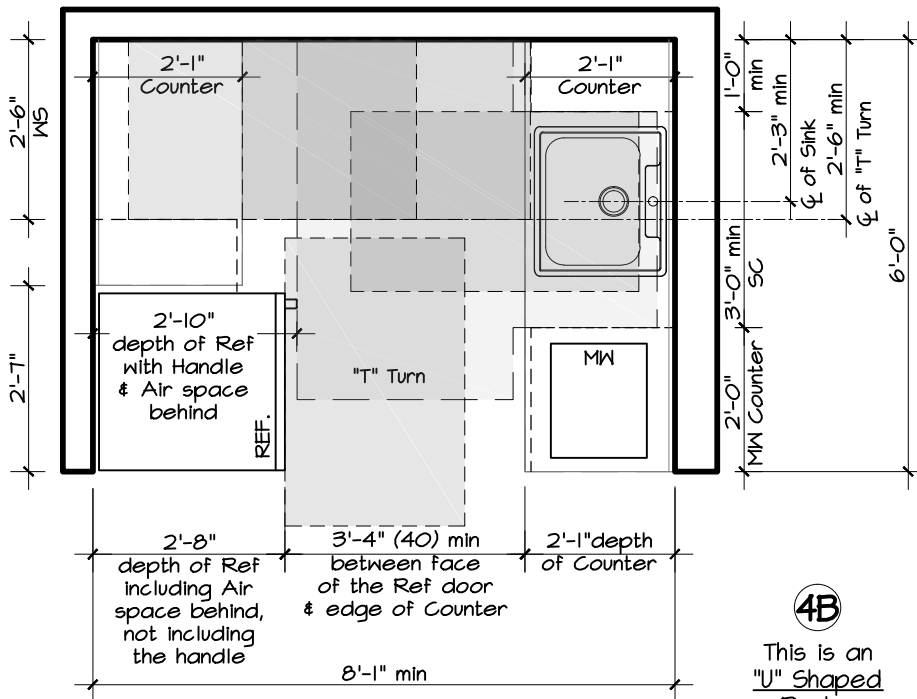 2'-1"
Counter
2'-1"
Counter
2'-6"
SM
1'-0" min
2'-3" min
℄ of Sink
2'-6" min
℄ of "T" Turn
6'-0"
3'-0" min
SC
2'-10"
depth of Ref
with Handle
& Air space
behind
REF.
2'-7"
"T" Turn
MW
2'-0"
MW Counter
2'-8"
depth of Ref
including Air
space behind,
not including
the handle
3'-4" (40) min
between face
of the Ref door
& edge of Counter
2'-1"depth
of Counter
8'-1" min
4B
This is an
"U" Shaped